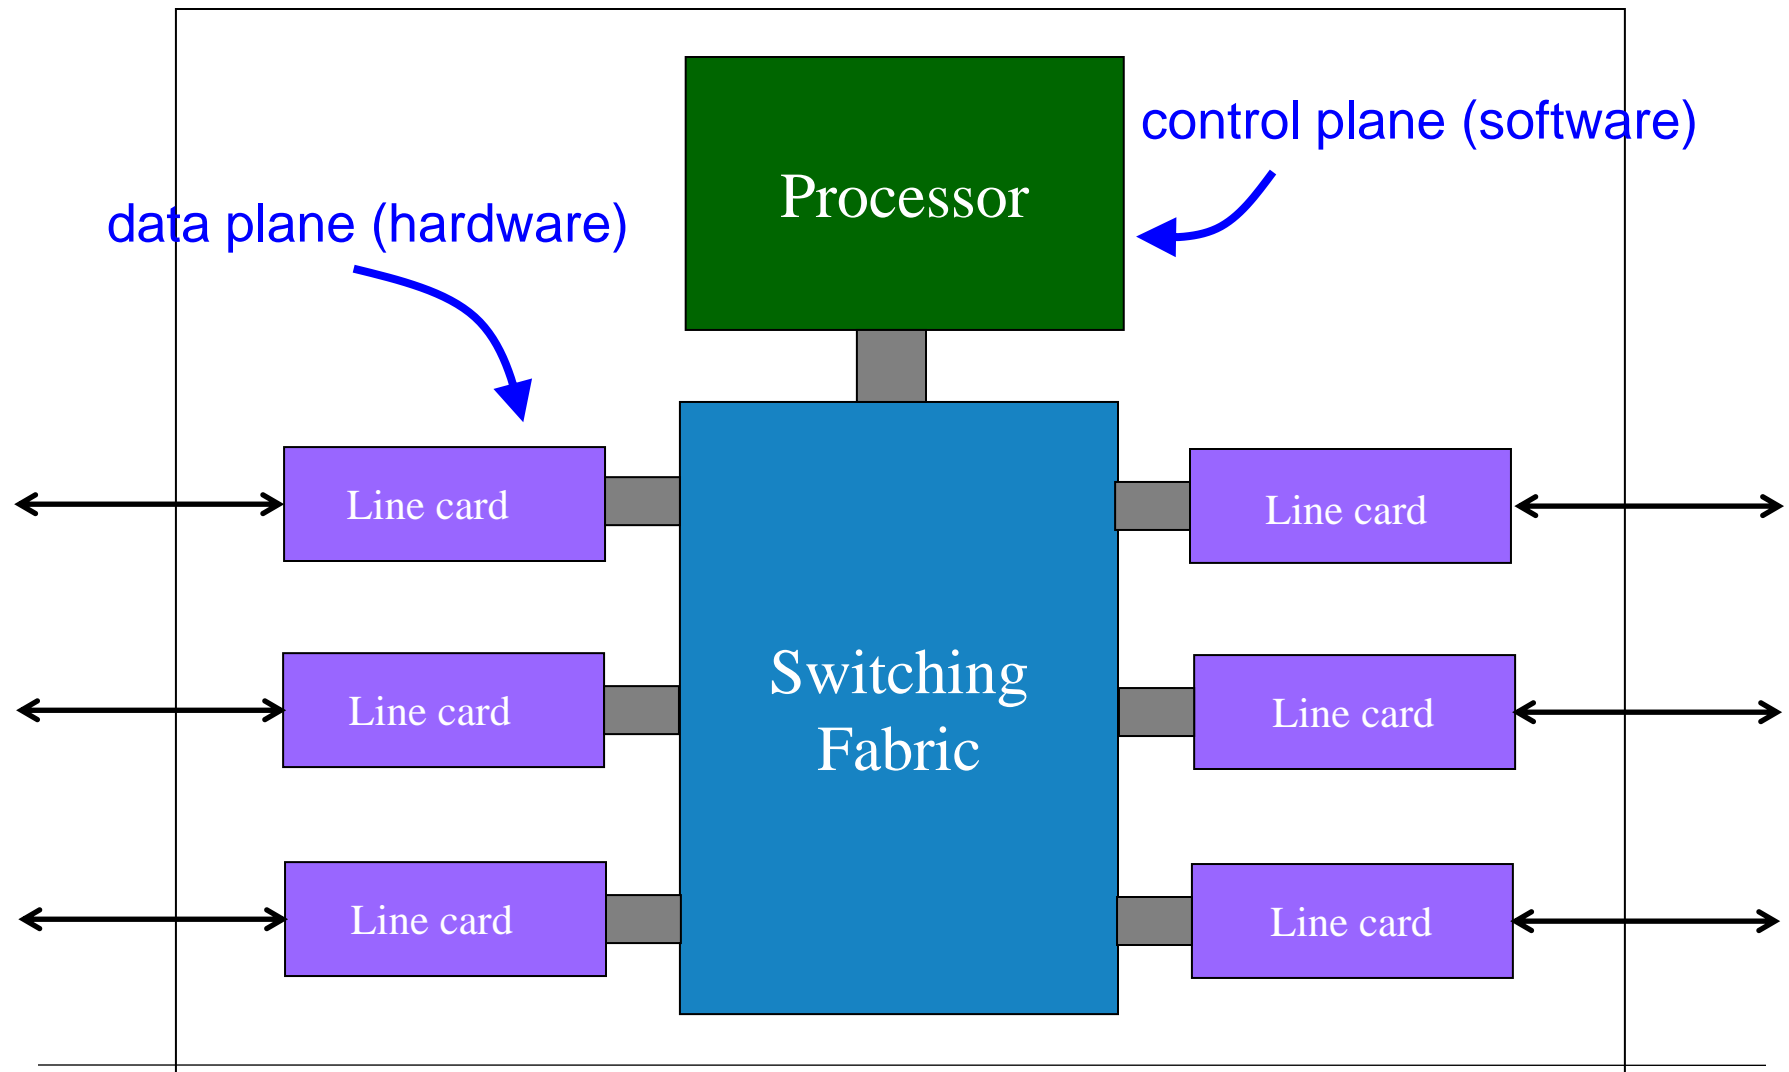 control plane (software)
Processor
data plane (hardware)
Line card
Line card
Switching
Fabric
Line card
Line card
Line card
Line card